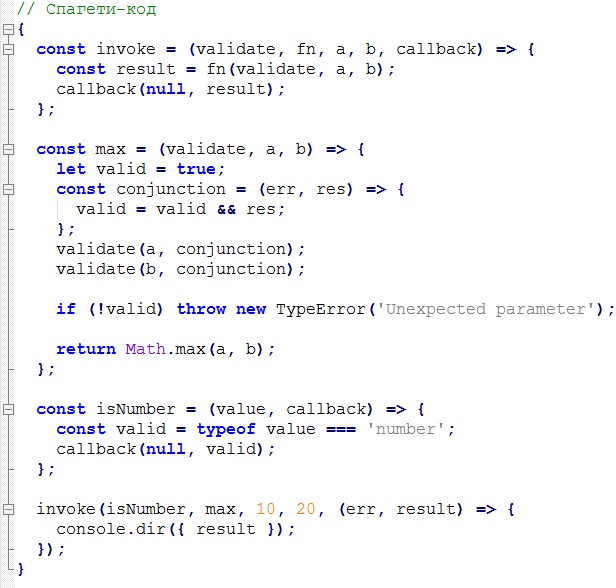 // Спагети-код
{
  const invoke = (validate, fn, a, b, callback) => {
    const result = fn(validate, a, b);
    callback(null, result);
  };

  const max = (validate, a, b) => {
    let valid = true;
    const conjunction = (err, res) => {
      valid = valid && res;
    };
    validate(a, conjunction);
    validate(b, conjunction);

    if (!valid) throw new TypeError('Unexpected parameter');

    return Math.max(a, b);
  };

  const isNumber = (value, callback) => {
    const valid = typeof value === 'number';
    callback(null, valid);
  };

  invoke(isNumber, max, 10, 20, (err, result) => {
    console.dir({ result });
  });
}